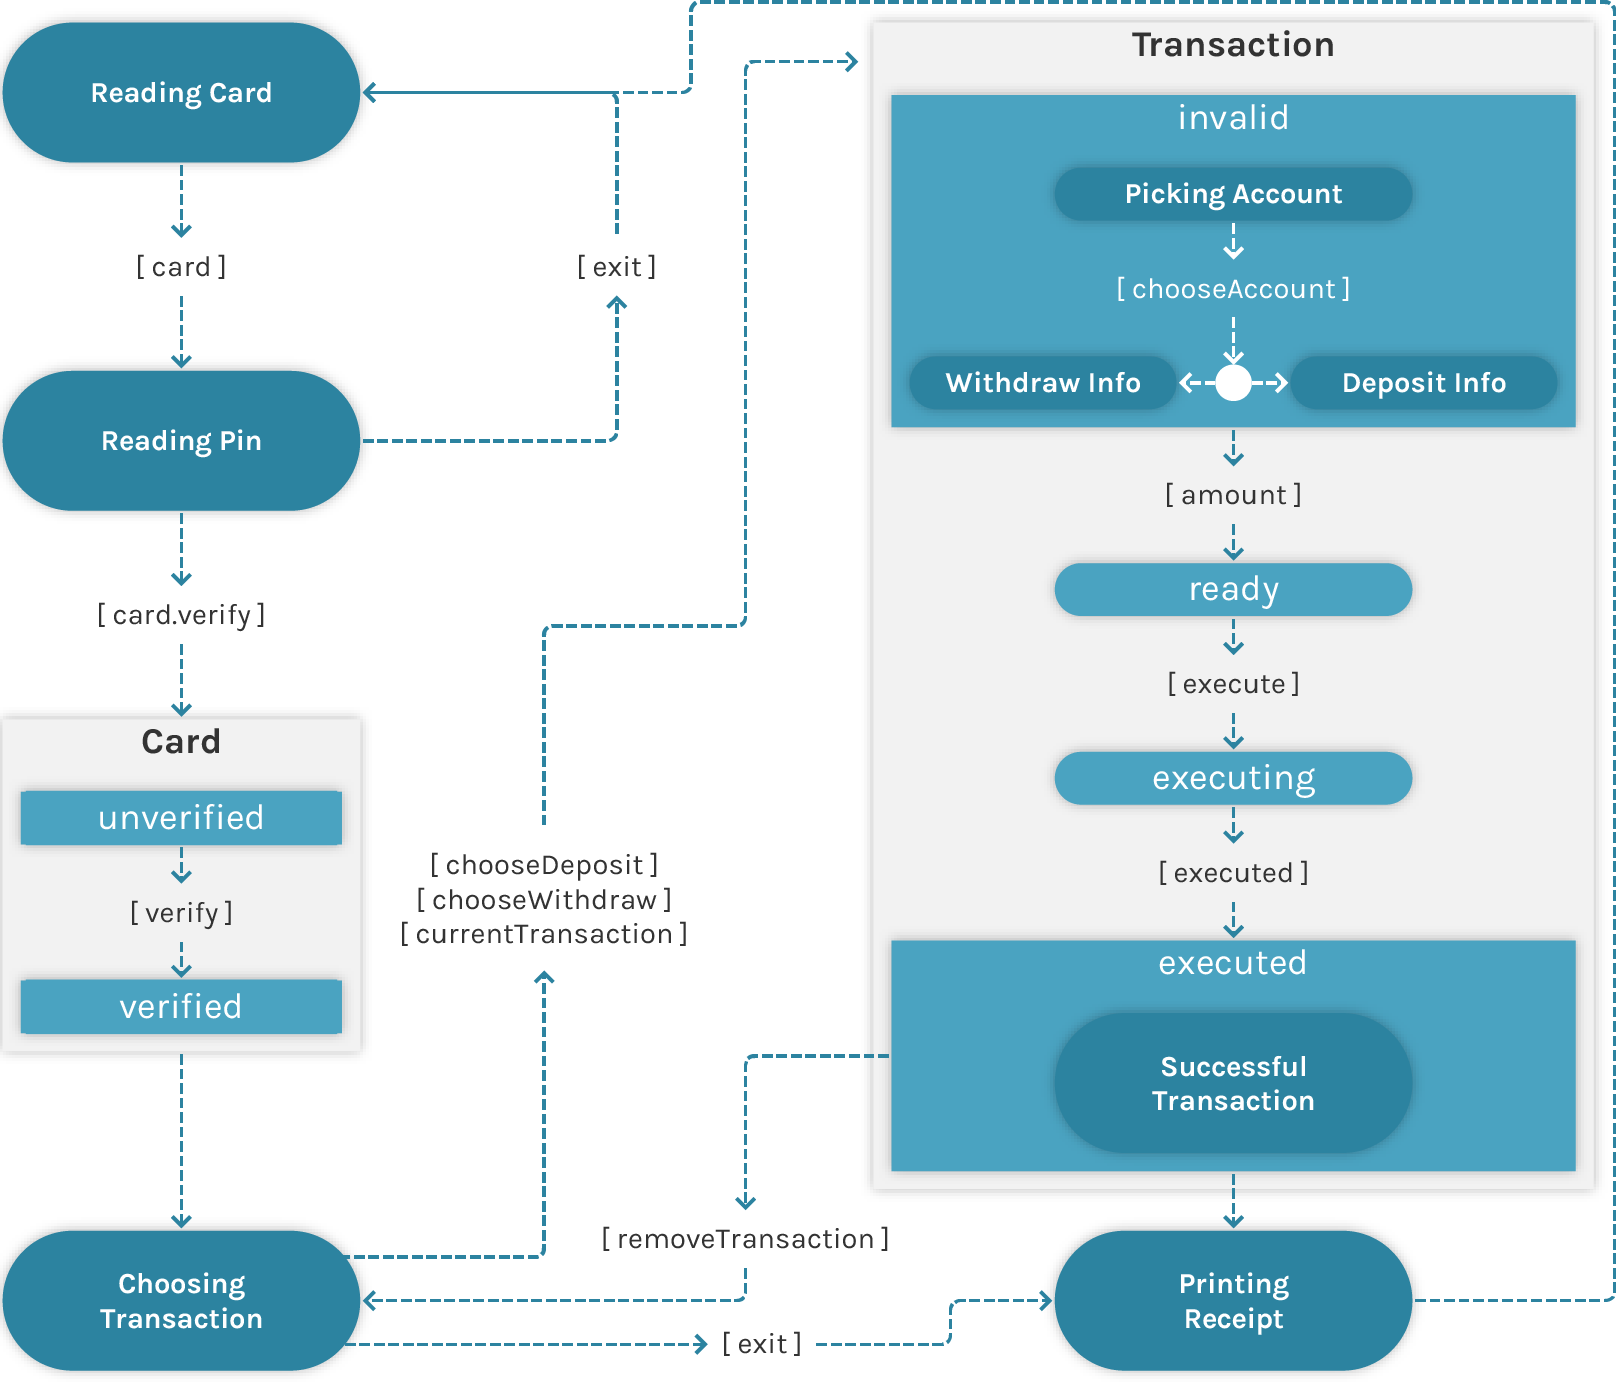 Reading Card
[ card ]
[ exit ]
Reading Pin
[ card.verify ]
Card
unverified
[ verify ]
verified
[ chooseDeposit ]
[ chooseWithdraw ]
[ currentTransaction ]
Choosing
Transaction
[ removeTransaction ]
[ exit ]
Transaction
invalid
Picking Account
[ chooseAccount ]
Withdraw Info
Deposit Info
[ amount ]
ready
[ execute ]
executing
[ executed ]
executed
Successful
Transaction
Printing
Receipt